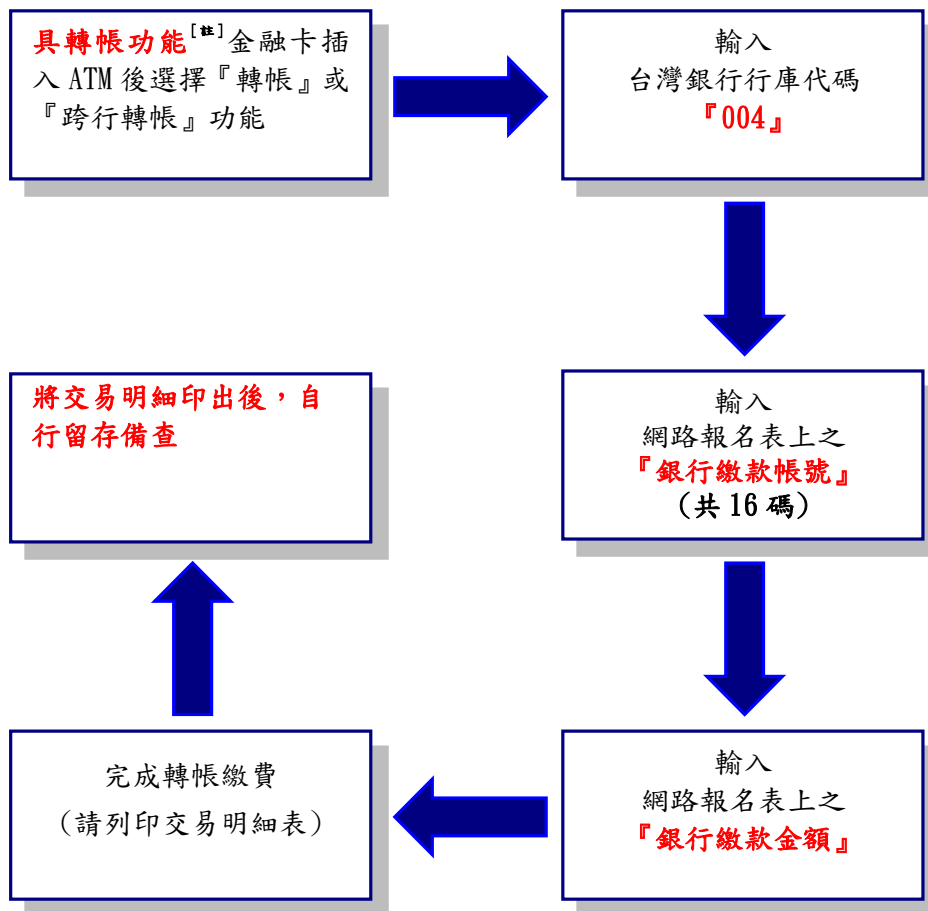 具轉帳功能[註]金融卡插
入 ATM 後選擇『轉帳』或
『跨行轉帳』功能
輸入
台灣銀行行庫代碼
『004』
輸入
網路報名表上之
『銀行繳款帳號』
(共 16 碼)
輸入
網路報名表上之
『銀行繳款金額』
完成轉帳繳費
(請列印交易明細表)
將交易明細印出後，自
行留存備查